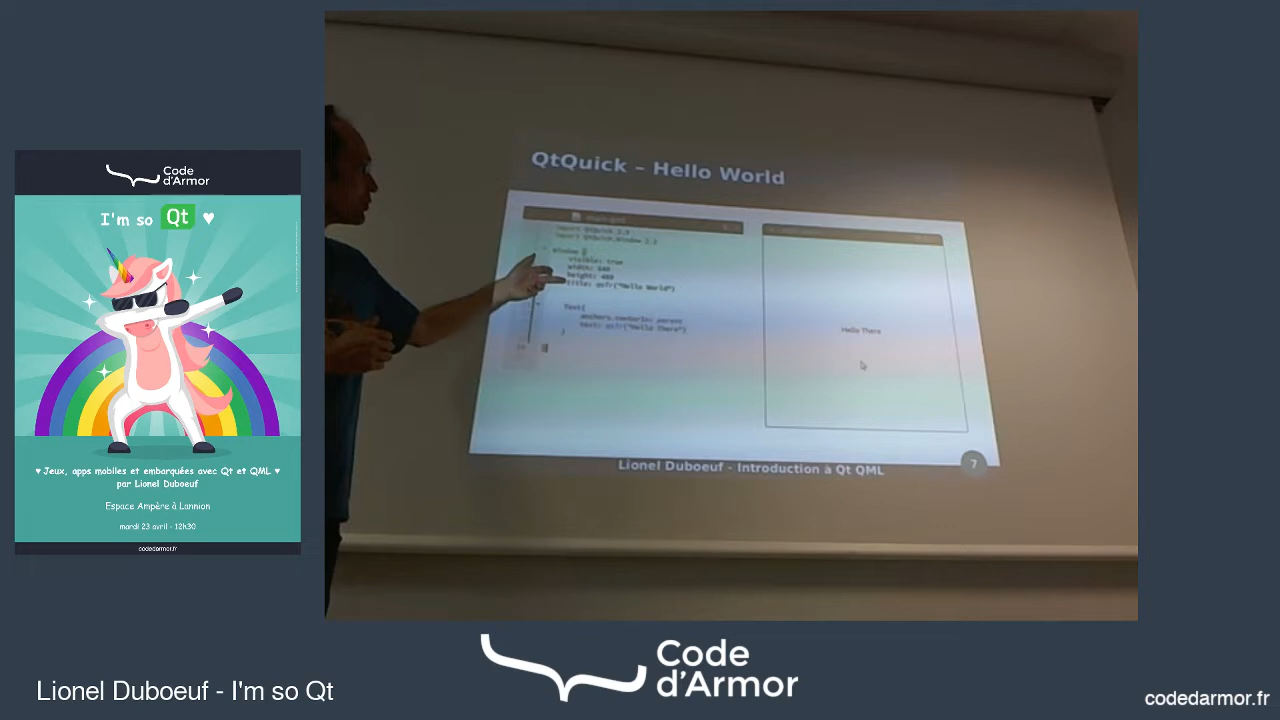 Code
d'Armor
I'm so Qt ♥
♥ Jeux, apps mobiles et embarquées avec Qt et QML ♥
par Lionel Duboeuf
Espace Ampère à Lannion
mardi 23 avril - 12h30
codedarmor.fr
QtQuick – Hello World
import QtQuick 2.9
import QtQuick.Window 2.2
Window {
visible: true
width: 640
height: 480
title: qsTr("Hello World")
Text{
anchors.centerIn: parent
text: qsTr("Hello There")
}
Hello There
Lionel Duboeuf - Introduction à Qt QML
7
Lionel Duboeuf - I'm so Qt
Code
d'Armor
codedarmor.fr